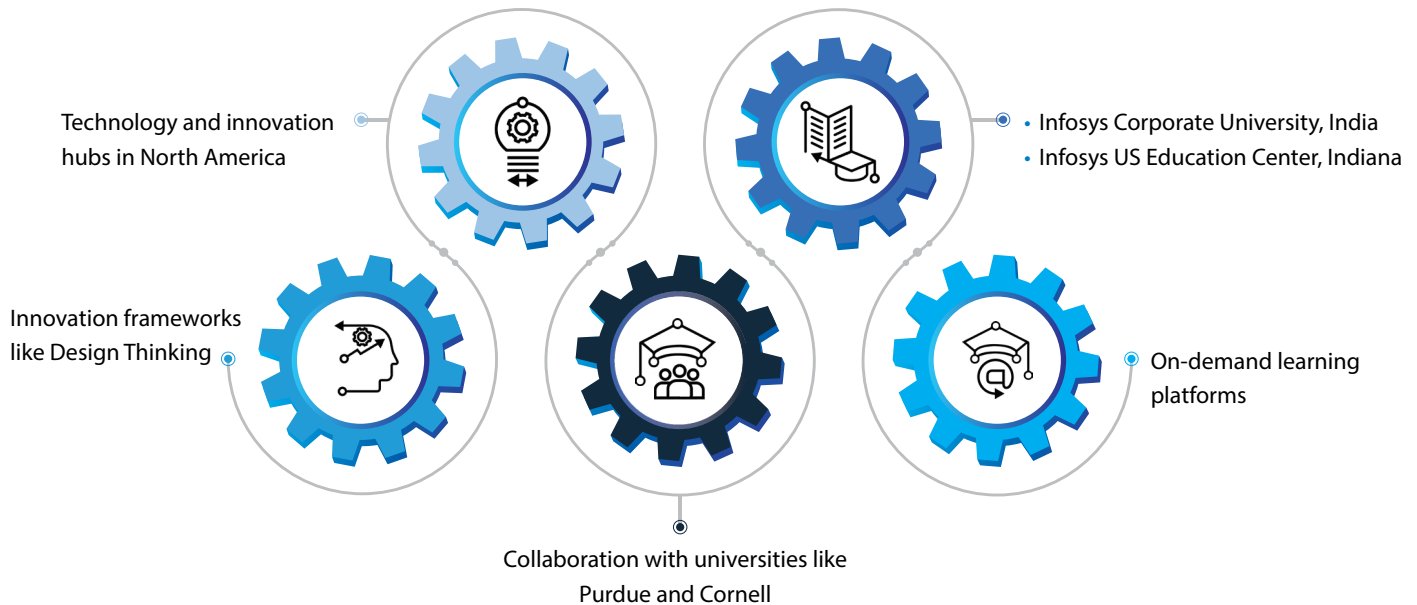 Technology and innovation
hubs in North America
• Infosys Corporate University, India
• Infosys US Education Center, Indiana
Innovation frameworks
like Design Thinking
On-demand learning
platforms
Collaboration with universities like
Purdue and Cornell